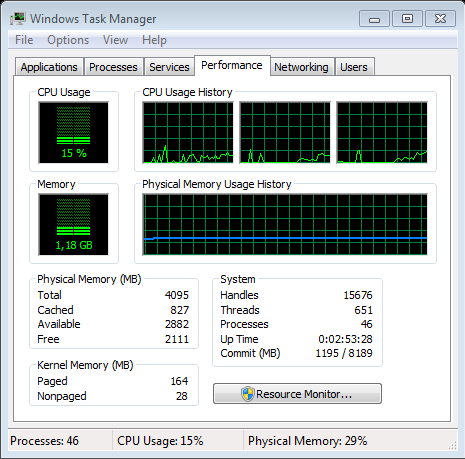 Windows Task Manager
File Options View Help
Applications Processes Services Performance Networking Users
CPU Usage CPU Usage History
15 %
Memory Physical Memory Usage History
1,18 GB
Physical Memory (MB)
Total 4095
Cached 827
Available 2882
Free 2111
Kernel Memory (MB)
Paged 164
Nonpaged 28
System
Handles 15676
Threads 651
Processes 46
Up Time 0:02:53:28
Commit (MB) 1195 / 8189
Resource Monitor...
Processes: 46 CPU Usage: 15% Physical Memory: 29%